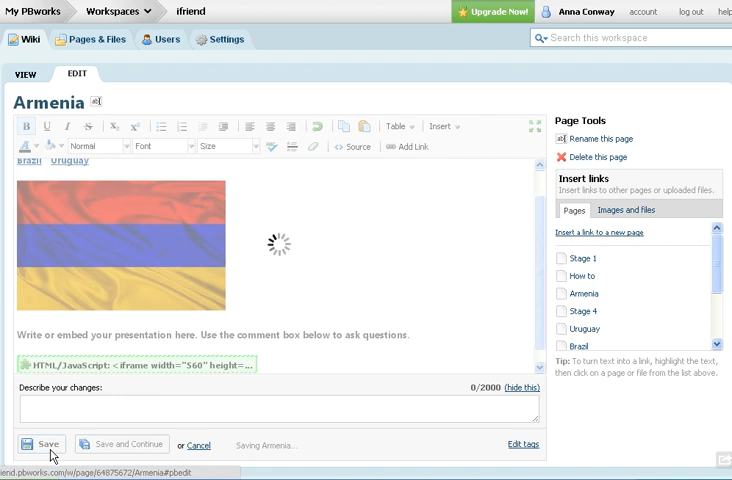 My PBworks Workspaces ifriend Upgrade Now! Anna Conway account log out help
Wiki Pages & Files Users Settings Search this workspace
VIEW EDIT
Armenia
Page Tools
Rename this page
Delete this page
B U I S X2 X2 Table Insert
Normal Font Size Source Add Link
Brazil Uruguay
Insert links
Insert links to other pages or uploaded files.
Pages Images and files
Insert a link to a new page
Stage 1
How to
Armenia
Stage 4
Uruguay
Brazil
Tip: To turn text into a link, highlight the text, then click on a page or file from the list above.
Write or embed your presentation here. Use the comment box below to ask questions.
HTML/JavaScript: <iframe width="560" height=...
Describe your changes: 0/2000 (hide this)
Save Save and Continue or Cancel Saving Armenia... Edit tags
iend.pbworks.com/w/page/64875672/Armenia#pbedit